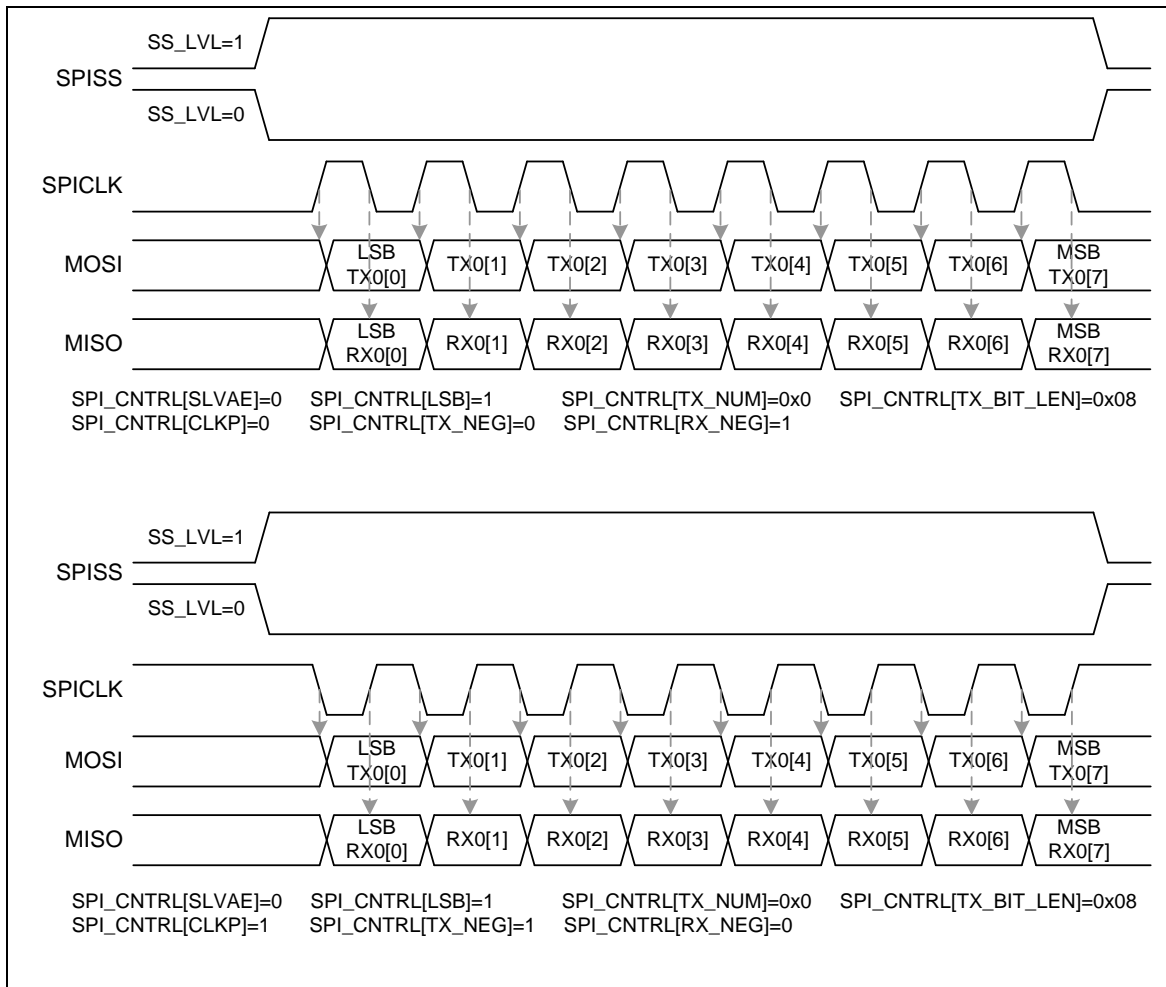 SS_LVL=1
SPISS
SS_LVL=0
SPICLK
MOSI LSB TX0[0] TX0[1] TX0[2] TX0[3] TX0[4] TX0[5] TX0[6] MSB TX0[7]
MISO LSB RX0[0] RX0[1] RX0[2] RX0[3] RX0[4] RX0[5] RX0[6] MSB RX0[7]
SPI_CNTRL[SLVAE]=0 SPI_CNTRL[LSB]=1 SPI_CNTRL[TX_NUM]=0x0 SPI_CNTRL[TX_BIT_LEN]=0x08
SPI_CNTRL[CLKP]=0 SPI_CNTRL[TX_NEG]=0 SPI_CNTRL[RX_NEG]=1
SS_LVL=1
SPISS
SS_LVL=0
SPICLK
MOSI LSB TX0[0] TX0[1] TX0[2] TX0[3] TX0[4] TX0[5] TX0[6] MSB TX0[7]
MISO LSB RX0[0] RX0[1] RX0[2] RX0[3] RX0[4] RX0[5] RX0[6] MSB RX0[7]
SPI_CNTRL[SLVAE]=0 SPI_CNTRL[LSB]=1 SPI_CNTRL[TX_NUM]=0x0 SPI_CNTRL[TX_BIT_LEN]=0x08
SPI_CNTRL[CLKP]=1 SPI_CNTRL[TX_NEG]=1 SPI_CNTRL[RX_NEG]=0